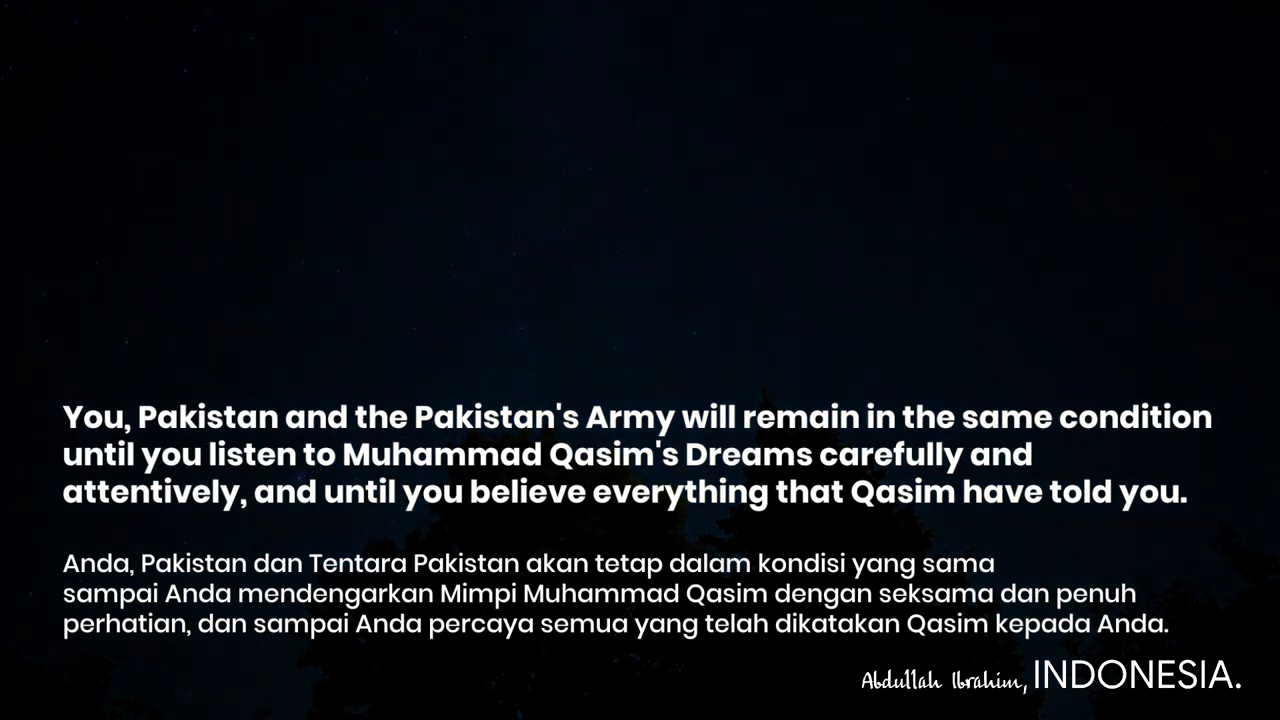 You, Pakistan and the Pakistan's Army will remain in the same condition
until you listen to Muhammad Qasim's Dreams carefully and
attentively, and until you believe everything that Qasim have told you.
Anda, Pakistan dan Tentara Pakistan akan tetap dalam kondisi yang sama
sampai Anda mendengarkan Mimpi Muhammad Qasim dengan seksama dan penuh
perhatian, dan sampai Anda percaya semua yang telah dikatakan Qasim kepada Anda.
Abdullah Ibrahim, INDONESIA.